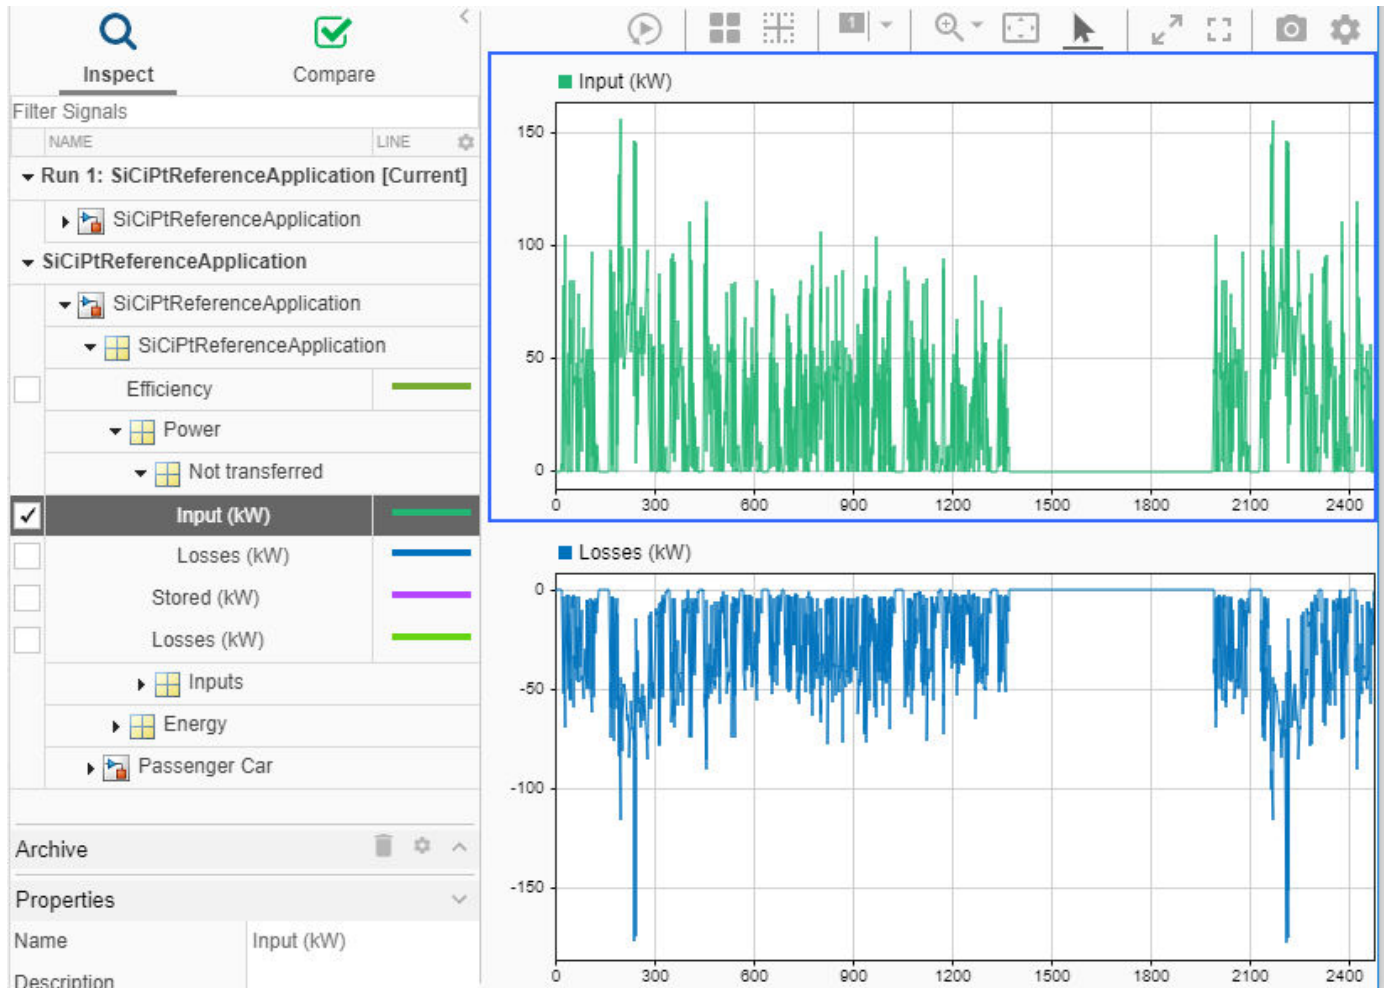 Inspect
Compare
Filter Signals
NAME
LINE
Run 1: SiCiPtReferenceApplication [Current]
SiCiPtReferenceApplication
SiCiPtReferenceApplication
SiCiPtReferenceApplication
SiCiPtReferenceApplication
Efficiency
Power
Not transferred
Input (kW)
Losses (kW)
Stored (kW)
Losses (kW)
Inputs
Energy
Passenger Car
Archive
Properties
Name Input (kW)
Description
1
Input (kW)
150
100
50
0
0 300 600 900 1200 1500 1800 2100 2400
Losses (kW)
0
-50
-100
-150
0 300 600 900 1200 1500 1800 2100 2400